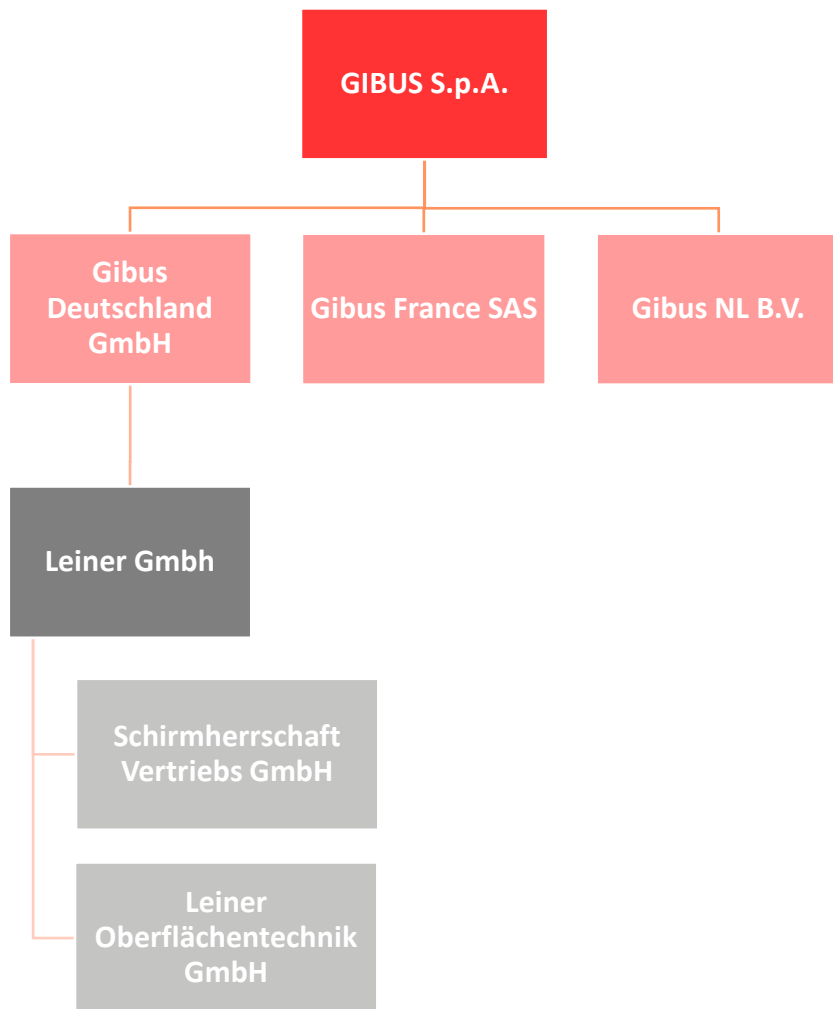 GIBUS S.p.A.
Gibus
Deutschland
GmbH
Gibus France SAS
Gibus NL B.V.
Leiner Gmbh
Schirmherrschaft
Vertriebs GmbH
Leiner
Oberflächentechnik
GmbH